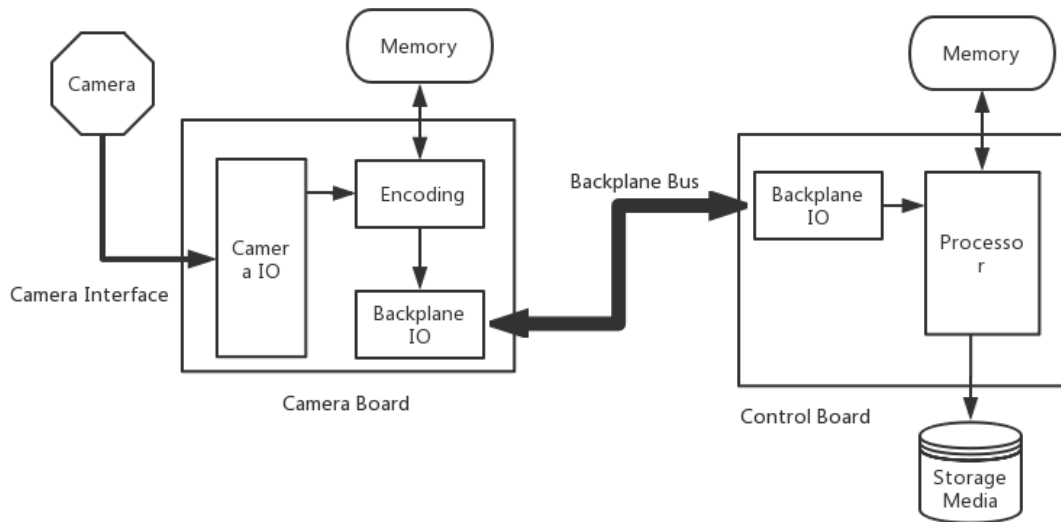 Memory
Memory
Camera
Backplane Bus
Encoding
Backplane
IO
Camer
a IO
Processo
r
Camera Interface
Backplane
IO
Camera Board
Control Board
Storage
Media